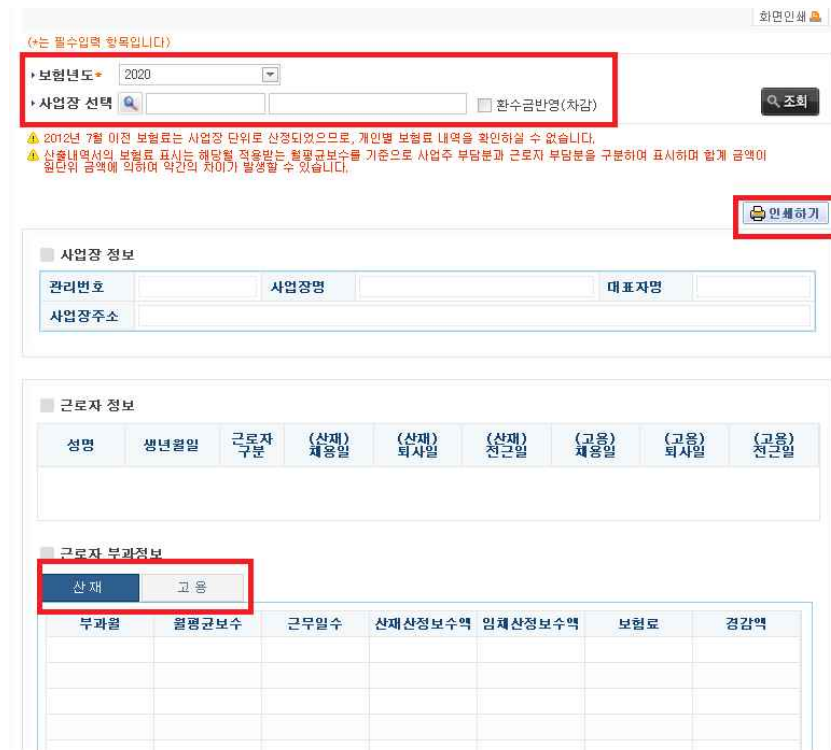 화면인쇄
(*는 필수입력 항목입니다)
보험년도* 2020
사업장 선택 환수금반영(차감) 조회
2012년 7월 이전 보험료는 사업장 단위로 산정되었으므로, 개인별 보험료 내역을 확인하실 수 없습니다.
산출내역서의 보험료 표시는 해당월 적용받는 월평균보수를 기준으로 사업주 부담분과 근로자 부담분을 구분하여 표시하며 합계 금액이
원단위 금액에 의하여 약간의 차이가 발생할 수 있습니다.
인쇄하기
사업장 정보
관리번호 사업장명 대표자명
사업장주소
근로자 정보
성명 생년월일 근로자 구분 (산재) 채용일 (산재) 퇴사일 (산재) 전근일 (고용) 채용일 (고용) 퇴사일 (고용) 전근일
근로자 부과정보
산재 고용
부과월 월평균보수 근무일수 산재산정보수액 임채산정보수액 보험료 경감액